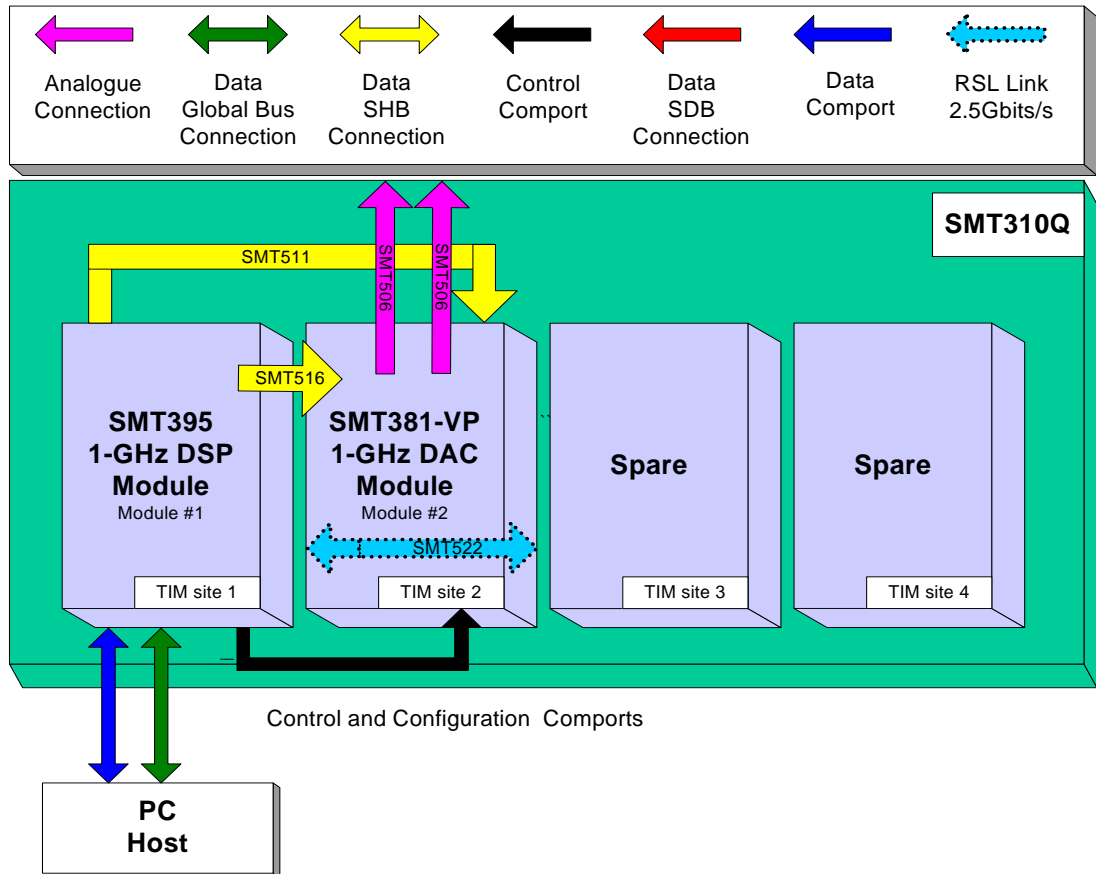 Analogue
Connection
Data
Global Bus
Connection
Data
SHB
Connection
Control
Comport
Data
SDB
Connection
Data
Comport
RSL Link
2.5Gbits/s
SMT310Q
SMT511
SMT506
SMT506
SMT516
SMT395
1-GHz DSP
Module
Module #1
SMT381-VP
1-GHz DAC
Module
Module #2
Spare
Spare
SMT522
TIM site 1
TIM site 2
TIM site 3
TIM site 4
Control and Configuration Comports
PC
Host